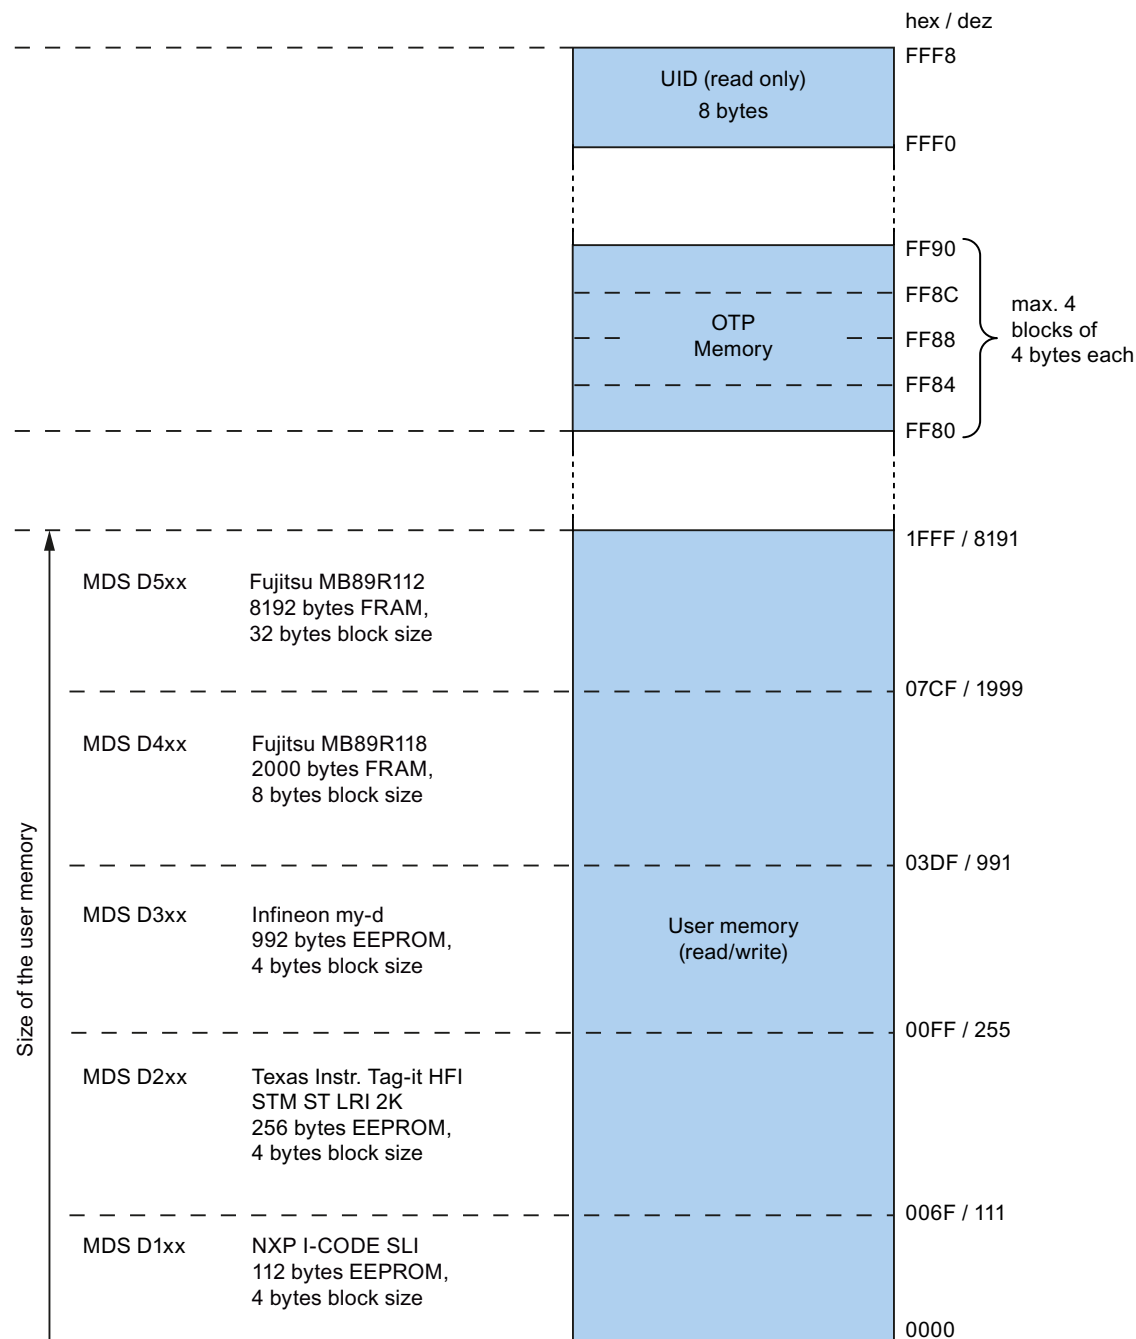 hex / dez
FFF8
UID (read only)
8 bytes
FFF0
FF90
FF8C
OTP
Memory
FF88
FF84
FF80
max. 4
blocks of
4 bytes each
1FFF / 8191
MDS D5xx
Fujitsu MB89R112
8192 bytes FRAM,
32 bytes block size
07CF / 1999
MDS D4xx
Fujitsu MB89R118
2000 bytes FRAM,
8 bytes block size
03DF / 991
MDS D3xx
Infineon my-d
992 bytes EEPROM,
4 bytes block size
User memory
(read/write)
Size of the user memory
00FF / 255
MDS D2xx
Texas Instr. Tag-it HFI
STM ST LRI 2K
256 bytes EEPROM,
4 bytes block size
006F / 111
MDS D1xx
NXP I-CODE SLI
112 bytes EEPROM,
4 bytes block size
0000